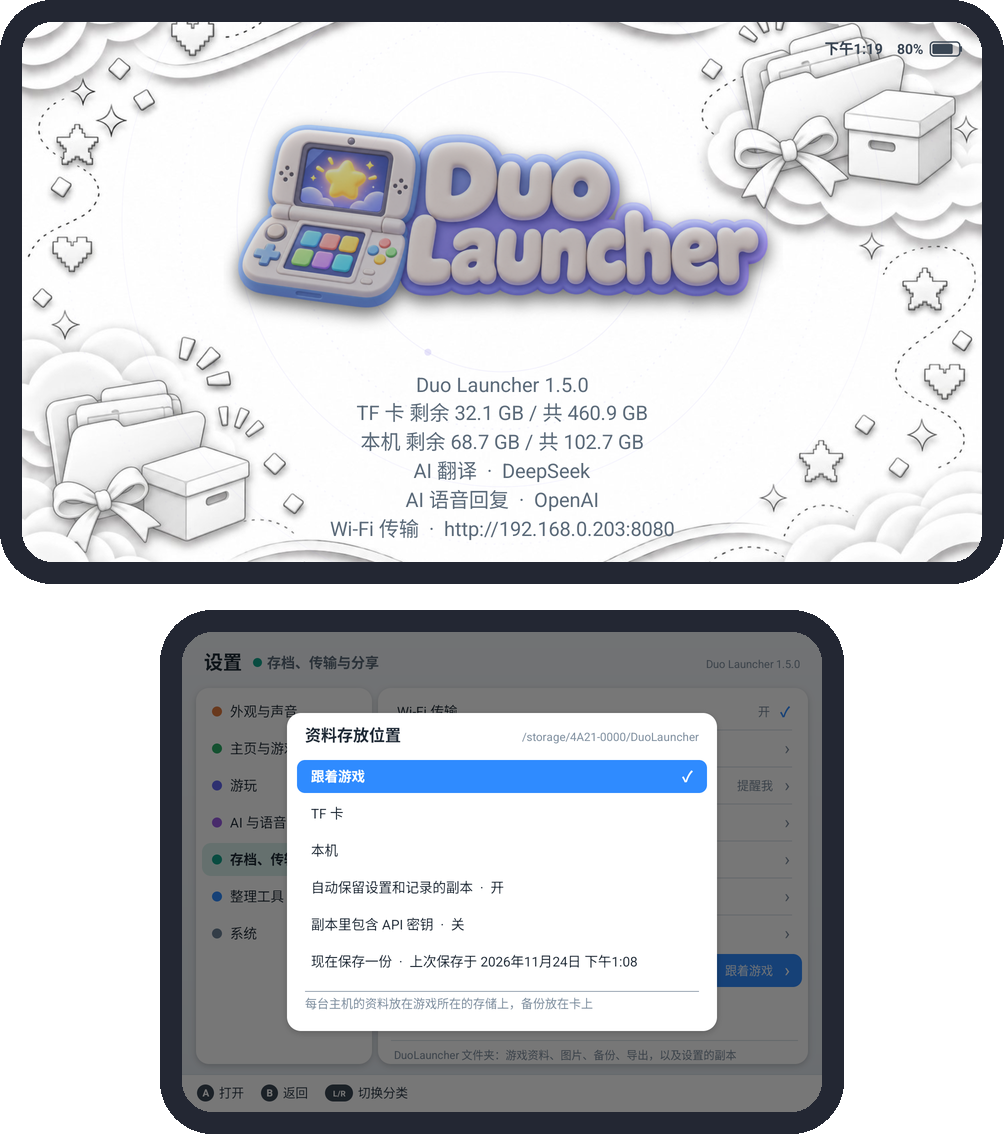 下午1:19 80%
Duo
Launcher
Duo Launcher 1.5.0
TF 卡 剩余 32.1 GB / 共 460.9 GB
本机 剩余 68.7 GB / 共 102.7 GB
AI 翻译 · DeepSeek
AI 语音回复 · OpenAI
Wi-Fi 传输 · http://192.168.0.203:8080
设置 存档、传输与分享 Duo Launcher 1.5.0
外观与声音
主页与游
游玩
AI 与语音
存档、传
整理工具
系统
Wi-Fi 传输 开 ✓
提醒我 ›
跟着游戏 ›
资料存放位置 /storage/4A21-0000/DuoLauncher
跟着游戏 ✓
TF 卡
本机
自动保留设置和记录的副本 · 开
副本里包含 API 密钥 · 关
现在保存一份 · 上次保存于 2026年11月24日 下午1:08
每台主机的资料放在游戏所在的存储上，备份放在卡上
DuoLauncher 文件夹：游戏资料、图片、备份、导出，以及设置的副本
A 打开 B 返回 L/R 切换分类